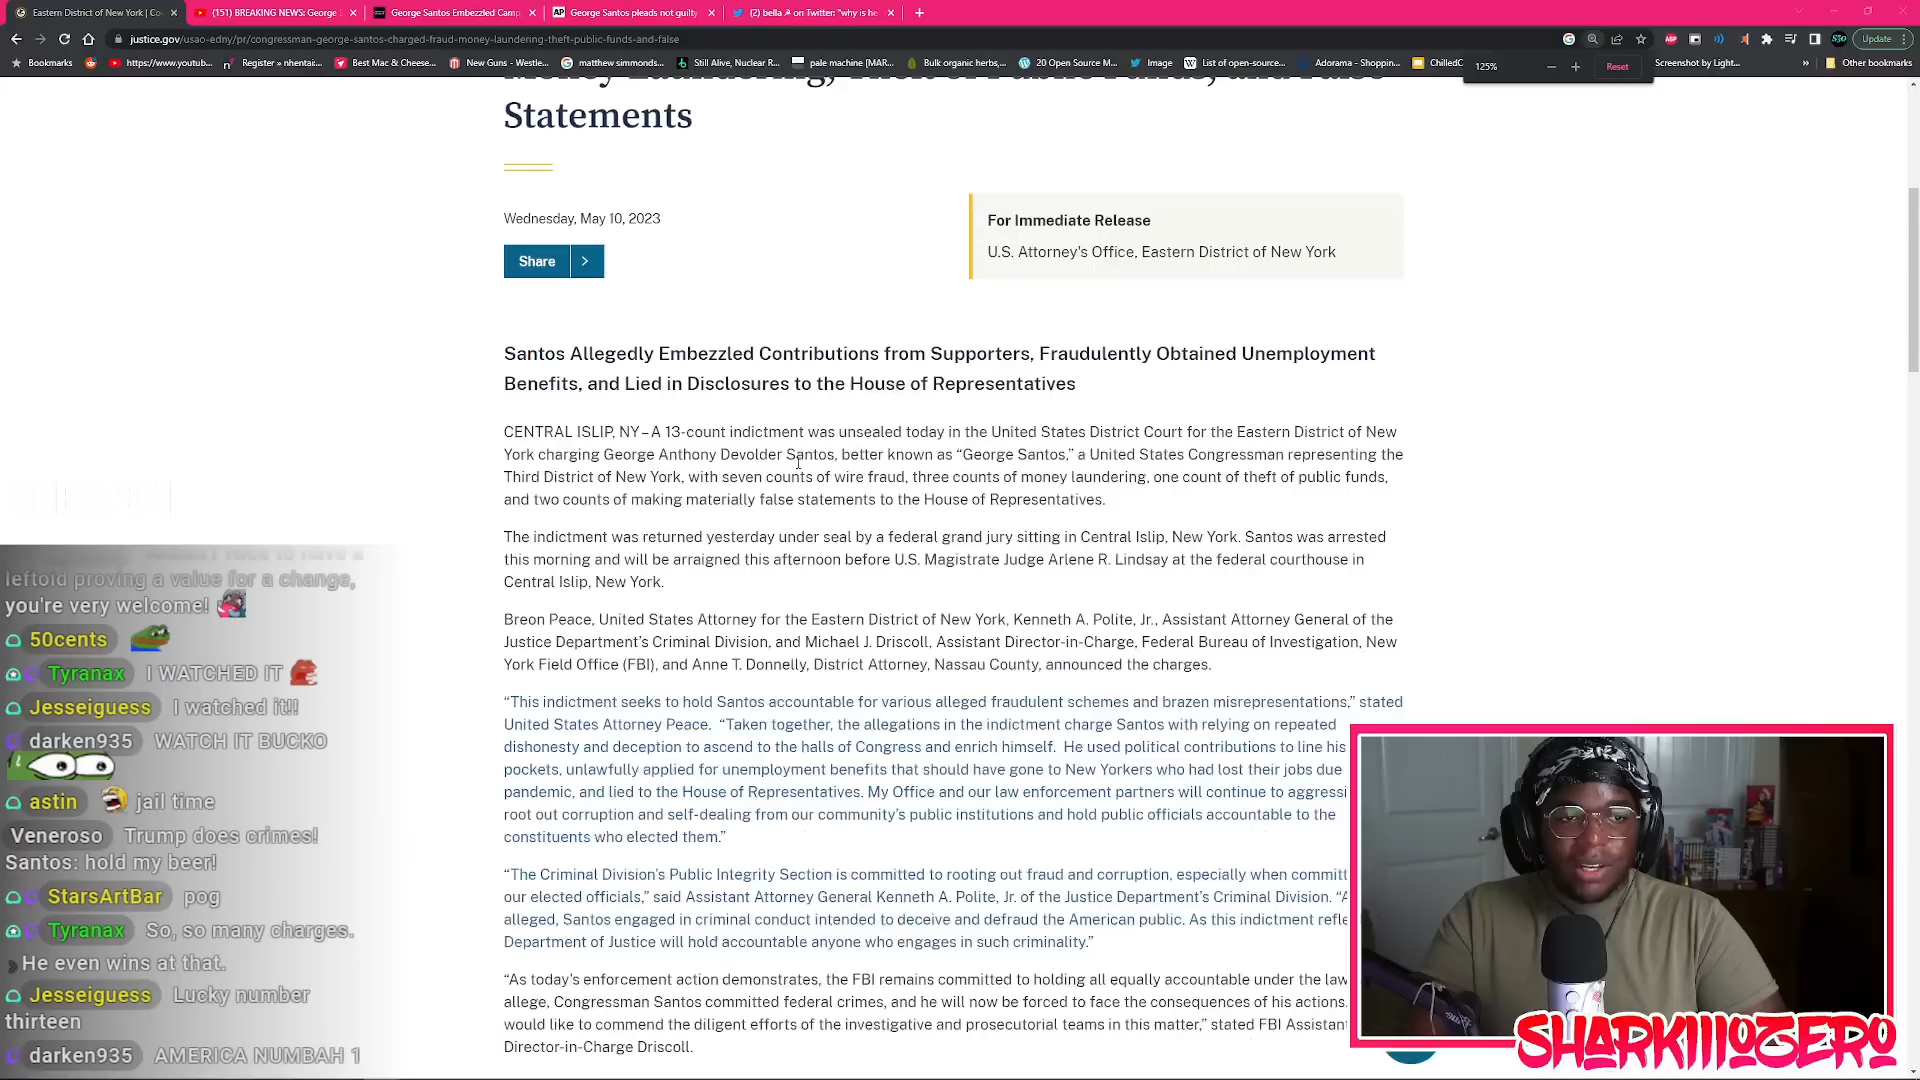 Eastern District of New York | Co
(151) BREAKING NEWS: George S
George Santos Embezzled Camp
AP George Santos pleads not guilty
(2) bella on Twitter: "why is he
justice.gov/usao-edny/pr/congressman-george-santos-charged-fraud-money-laundering-theft-public-funds-and-false
Update
Bookmarks
https://www.youtub...
Register » nhentai:...
Best Mac & Cheese...
New Guns - Westle...
matthew simmonds...
Still Alive, Nuclear R...
pale machine [MAR...
Bulk organic herbs,...
20 Open Source M...
Image
List of open-source...
Adorama - Shoppin...
ChilledC
125%
Reset
Screenshot by Light...
»
Other bookmarks
Money Laundering, Theft of Public Funds, and False
Statements
Wednesday, May 10, 2023
Share
For Immediate Release
U.S. Attorney's Office, Eastern District of New York
Santos Allegedly Embezzled Contributions from Supporters, Fraudulently Obtained Unemployment
Benefits, and Lied in Disclosures to the House of Representatives
CENTRAL ISLIP, NY – A 13-count indictment was unsealed today in the United States District Court for the Eastern District of New
York charging George Anthony Devolder Santos, better known as “George Santos,” a United States Congressman representing the
Third District of New York, with seven counts of wire fraud, three counts of money laundering, one count of theft of public funds,
and two counts of making materially false statements to the House of Representatives.
The indictment was returned yesterday under seal by a federal grand jury sitting in Central Islip, New York. Santos was arrested
this morning and will be arraigned this afternoon before U.S. Magistrate Judge Arlene R. Lindsay at the federal courthouse in
Central Islip, New York.
Breon Peace, United States Attorney for the Eastern District of New York, Kenneth A. Polite, Jr., Assistant Attorney General of the
Justice Department’s Criminal Division, and Michael J. Driscoll, Assistant Director-in-Charge, Federal Bureau of Investigation, New
York Field Office (FBI), and Anne T. Donnelly, District Attorney, Nassau County, announced the charges.
“This indictment seeks to hold Santos accountable for various alleged fraudulent schemes and brazen misrepresentations,” stated
United States Attorney Peace. “Taken together, the allegations in the indictment charge Santos with relying on repeated
dishonesty and deception to ascend to the halls of Congress and enrich himself. He used political contributions to line his
pockets, unlawfully applied for unemployment benefits that should have gone to New Yorkers who had lost their jobs due
pandemic, and lied to the House of Representatives. My Office and our law enforcement partners will continue to aggressi
root out corruption and self-dealing from our community’s public institutions and hold public officials accountable to the
constituents who elected them.”
“The Criminal Division’s Public Integrity Section is committed to rooting out fraud and corruption, especially when committ
our elected officials,” said Assistant Attorney General Kenneth A. Polite, Jr. of the Justice Department’s Criminal Division. “A
alleged, Santos engaged in criminal conduct intended to deceive and defraud the American public. As this indictment refle
Department of Justice will hold accountable anyone who engages in such criminality.”
“As today’s enforcement action demonstrates, the FBI remains committed to holding all equally accountable under the law
allege, Congressman Santos committed federal crimes, and he will now be forced to face the consequences of his actions.
would like to commend the diligent efforts of the investigative and prosecutorial teams in this matter,” stated FBI Assistan
Director-in-Charge Driscoll.
leftoid proving a value for a change,
you're very welcome!
50cents
Tyranax I WATCHED IT
Jesseiguess I watched it!!
darken935 WATCH IT BUCKO
astin jail time
Veneroso Trump does crimes!
Santos: hold my beer!
StarsArtBar pog
Tyranax So, so many charges.
He even wins at that.
Jesseiguess Lucky number
thirteen
darken935 AMERICA NUMBAH 1
SHARK3OZERO